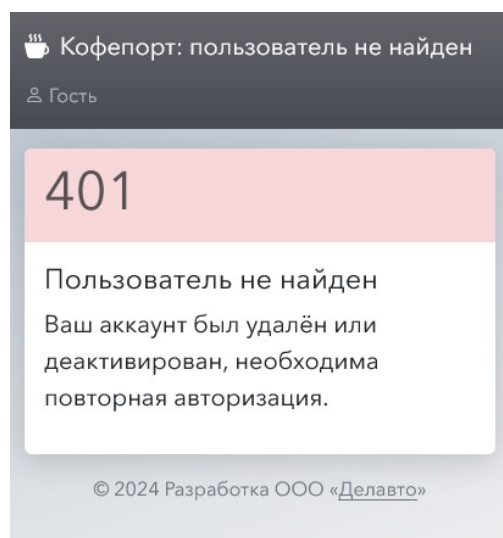 Кофепорт: пользователь не найден
Гость
401
Пользователь не найден
Ваш аккаунт был удалён или
деактивирован, необходима
повторная авторизация.
© 2024 Разработка ООО «Делавто»